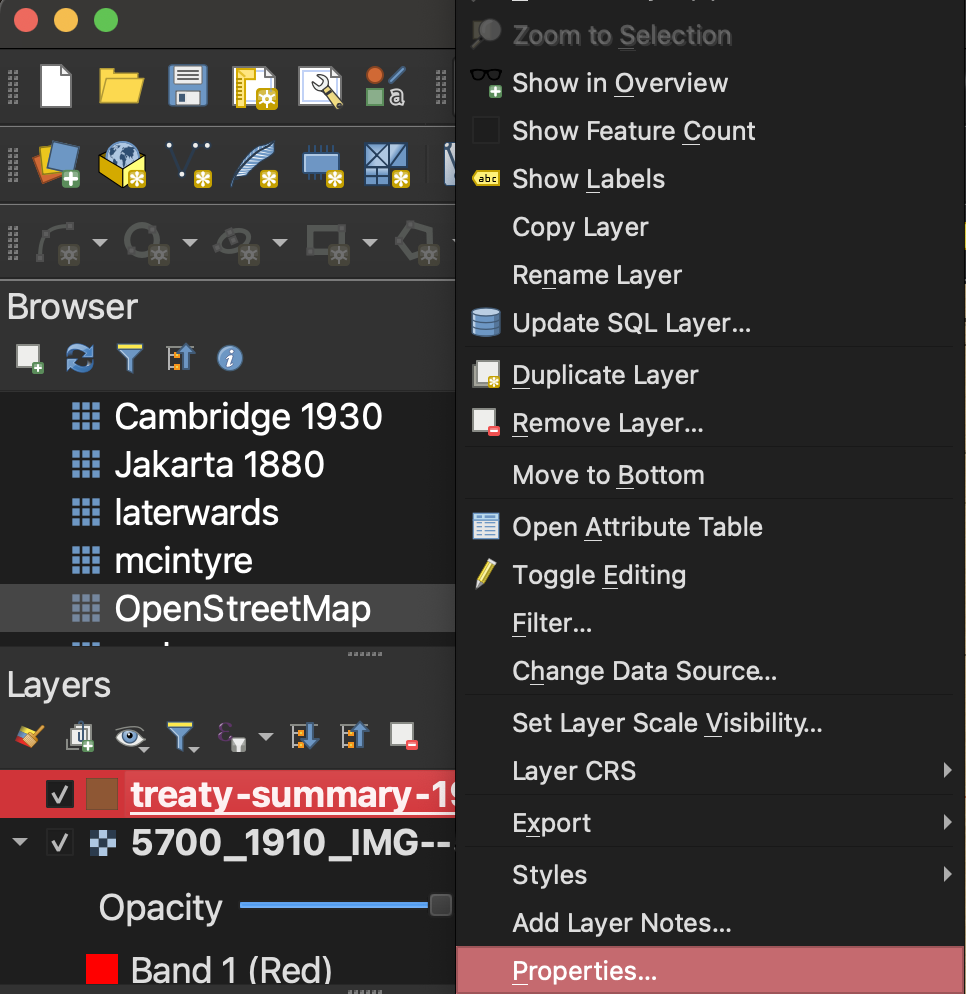 Zoom to Selection
Show in Overview
Show Feature Count
abc
Show Labels
Copy Layer
Rename Layer
Update SQL Layer...
Duplicate Layer
Remove Layer...
Move to Bottom
Open Attribute Table
Toggle Editing
Filter...
Change Data Source...
Set Layer Scale Visibility...
Layer CRS
Export
Styles
Add Layer Notes...
Properties...
a
Browser
Cambridge 1930
Jakarta 1880
laterwards
mcintyre
OpenStreetMap
Layers
treaty-summary-19
5700_1910_IMG--
Opacity
Band 1 (Red)